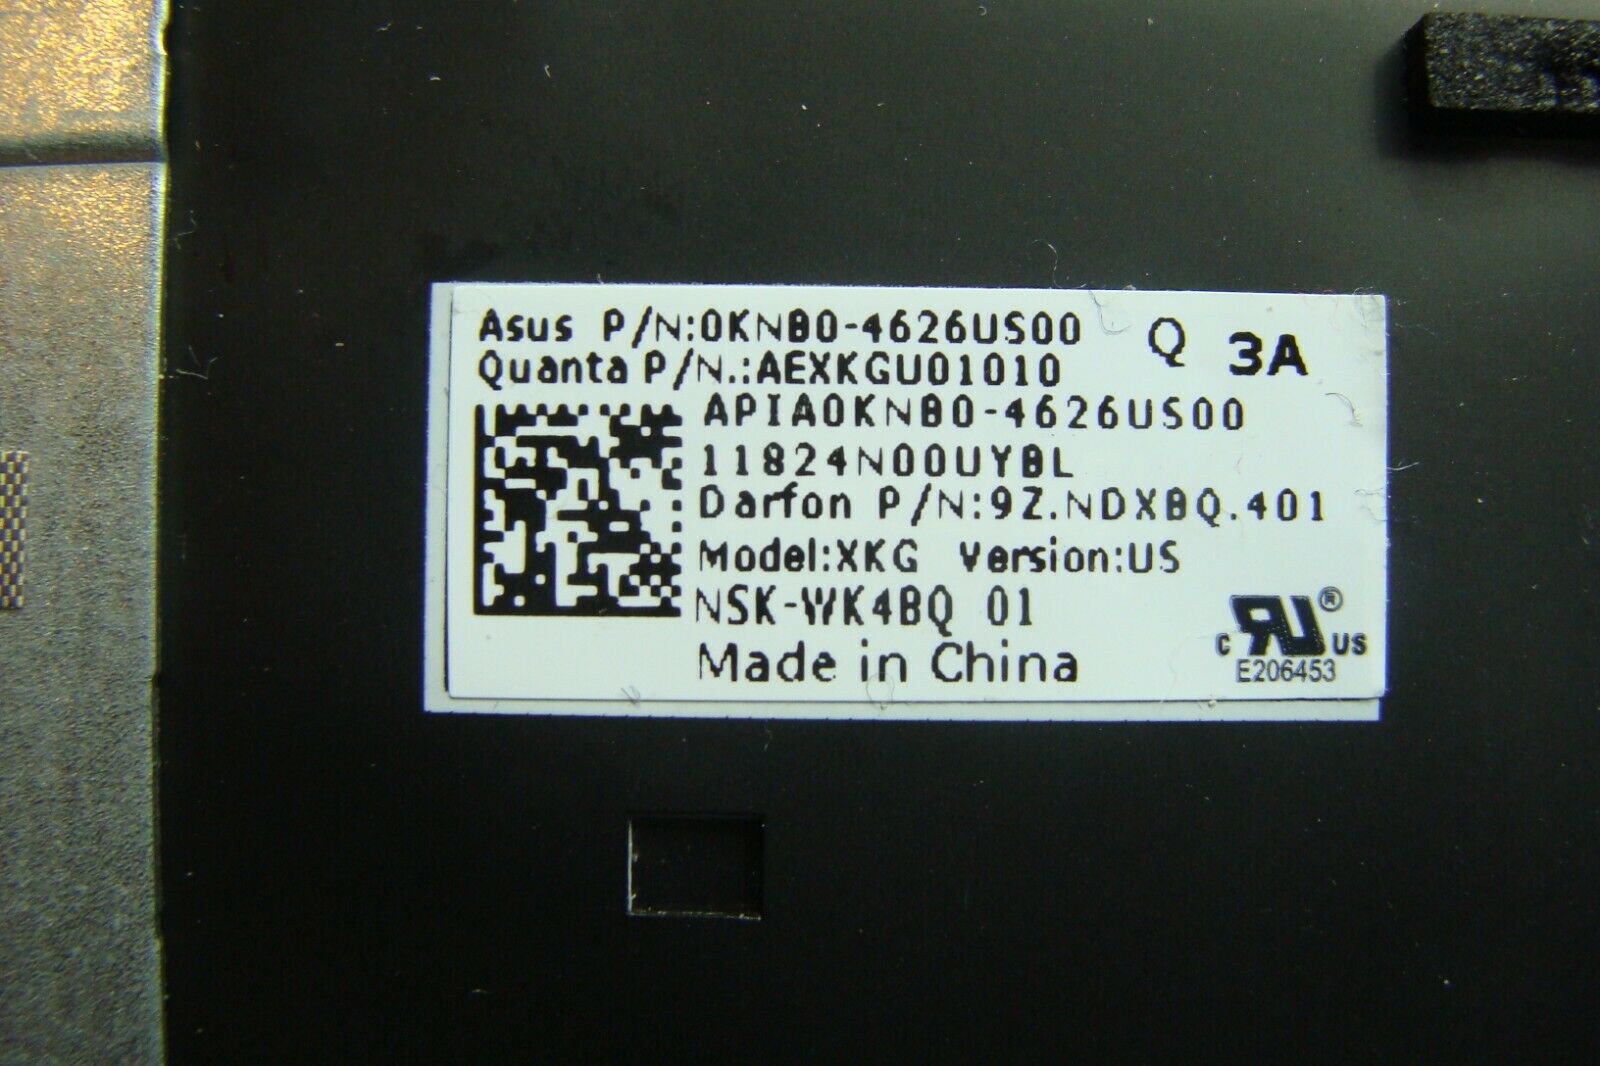 Asus P/N:0KNB0-4626US00 Q 3A
Quanta P/N.:AEXKGU01010
APIA0KNB0-4626US00
11824N00UYBL
Darfon P/N:9Z.NDXBQ.401
Model:XKG Version:US
NSK-WK4BQ 01
Made in China
c RU ® US
E206453